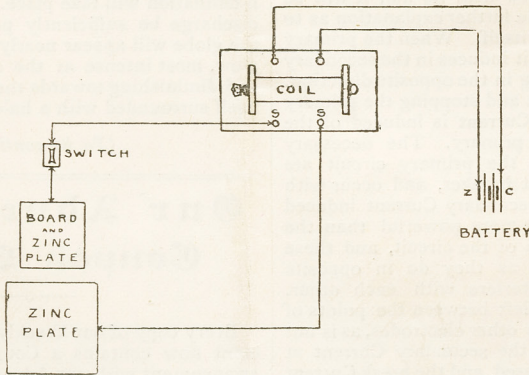 COIL
S S
SWITCH
Z C
BATTERY
BOARD
AND
ZINC
PLATE
ZINC
PLATE